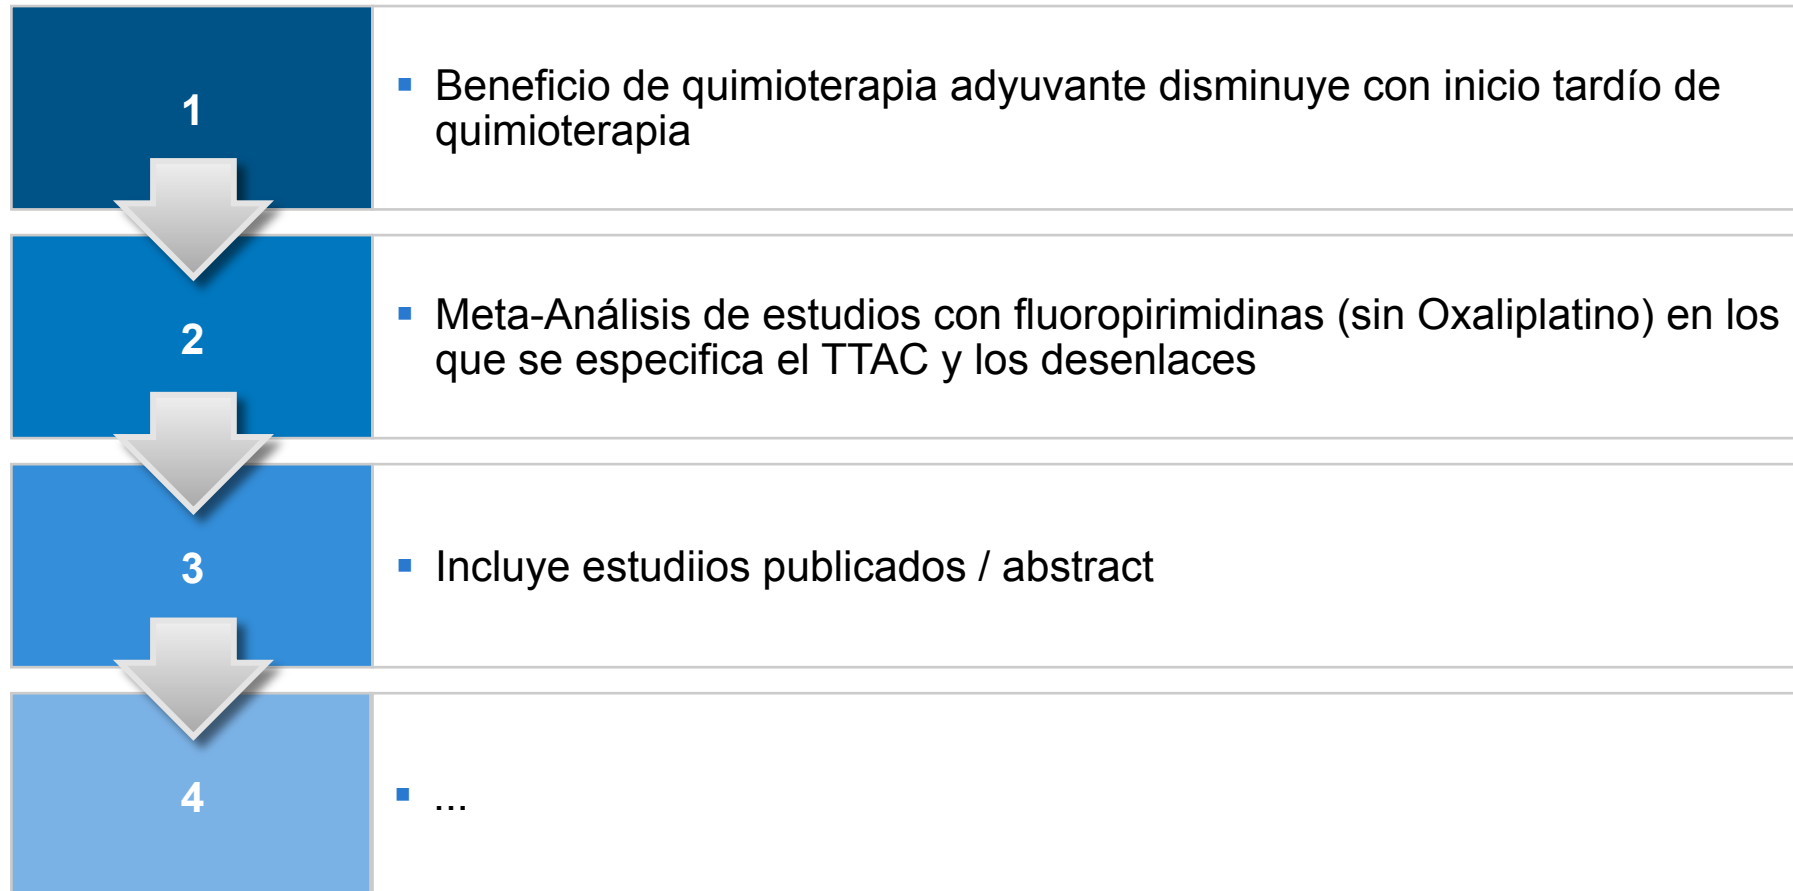 1
Beneficio de quimioterapia adyuvante disminuye con inicio tardío de
quimioterapia
2
Meta-Análisis de estudios con fluoropirimidinas (sin Oxaliplatino) en los
que se especifica el TTAC y los desenlaces
3
Incluye estudiios publicados / abstract
4
...